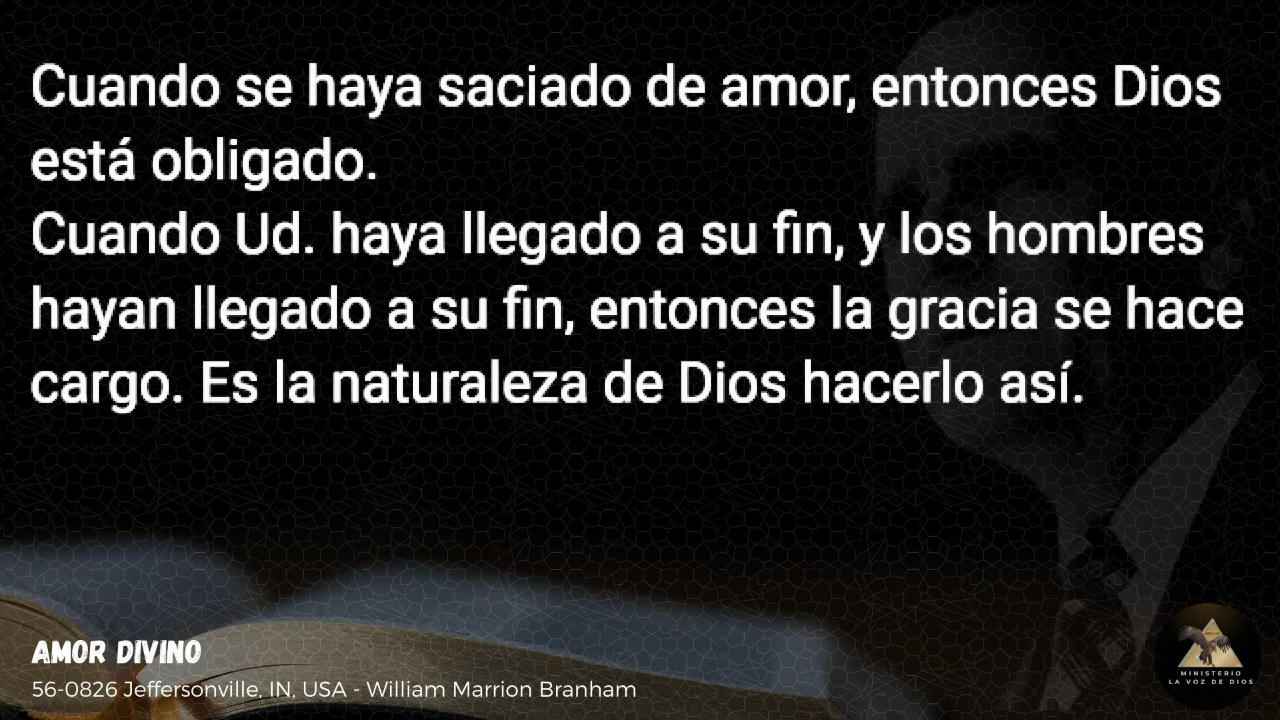 Cuando se haya saciado de amor, entonces Dios
está obligado.
Cuando Ud. haya llegado a su fin, y los hombres
hayan llegado a su fin, entonces la gracia se hace
cargo. Es la naturaleza de Dios hacerlo así.
AMOR DIVINO
56-0826 Jeffersonville, IN, USA - William Marrion Branham
MINISTERIO
LA VOZ DE DIOS